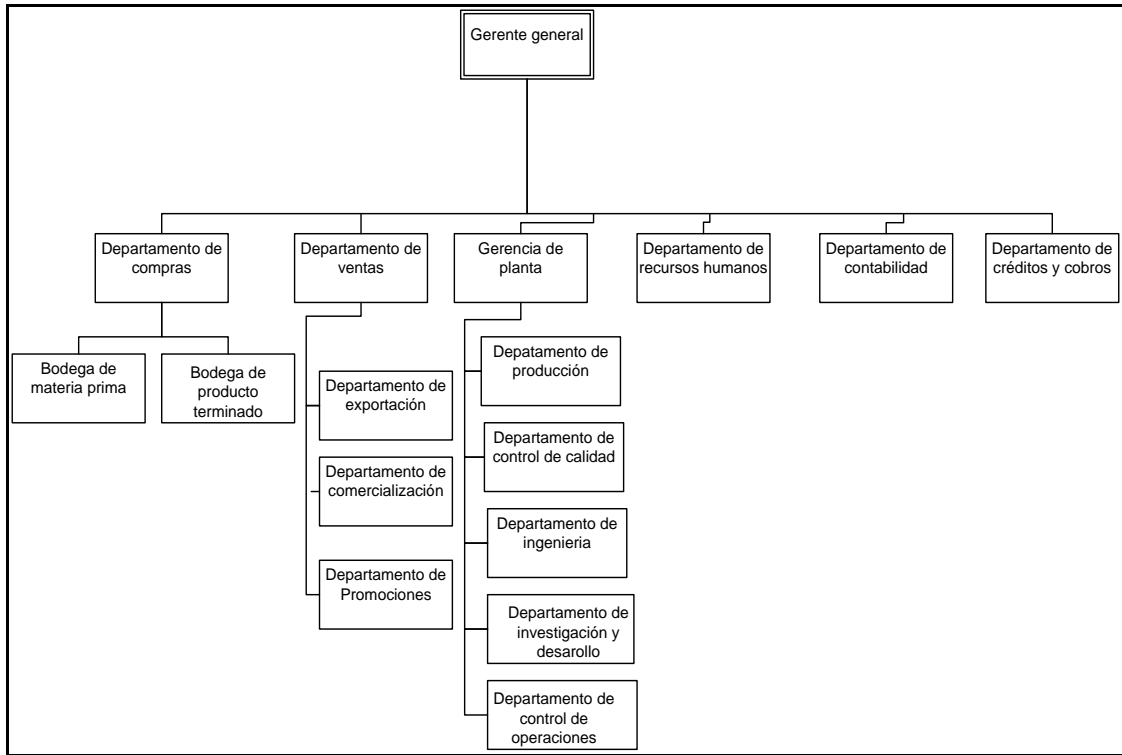 Gerente general
Departamento de
compras
Departamento de
ventas
Gerencia de
planta
Departamento de
recursos humanos
Departamento de
contabilidad
Departamento de
créditos y cobros
Bodega de
materia prima
Bodega de
producto
terminado
Departamento de
exportación
Departamento de
comercialización
Departamento de
Promociones
Depatamento de
producción
Departamento de
control de calidad
Departamento de
ingenieria
Departamento de
investigación y
desarollo
Departamento de
control de
operaciones